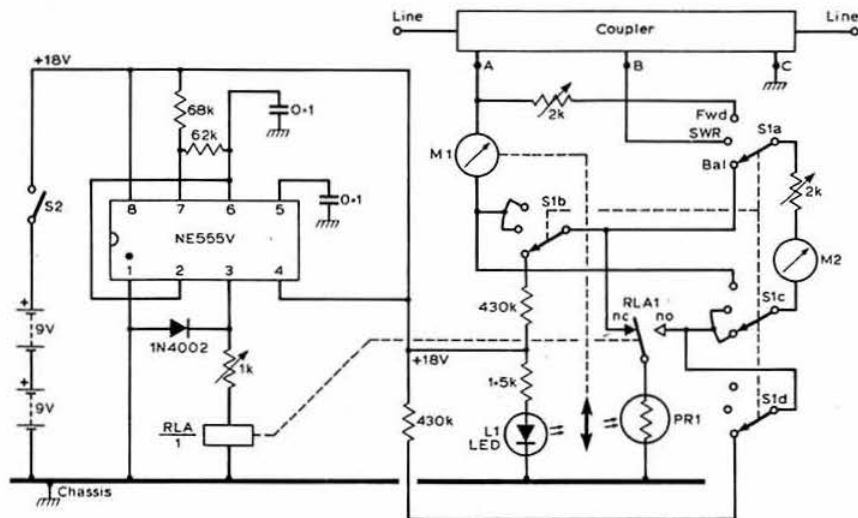 Line
Coupler
Line
A
B
C
+18V
68k
0·1
62k
2k
Fwd
SWR
S1a
Bal
M1
2k
S2
8
7
6
5
0·1
NE555V
S1b
M2
1
2
3
4
+
9V
1N4002
430k
RLA1
nc
no
S1c
+18V
1k
+
9V
1·5k
RLA
1
430k
L1
LED
PR1
S1d
Chassis